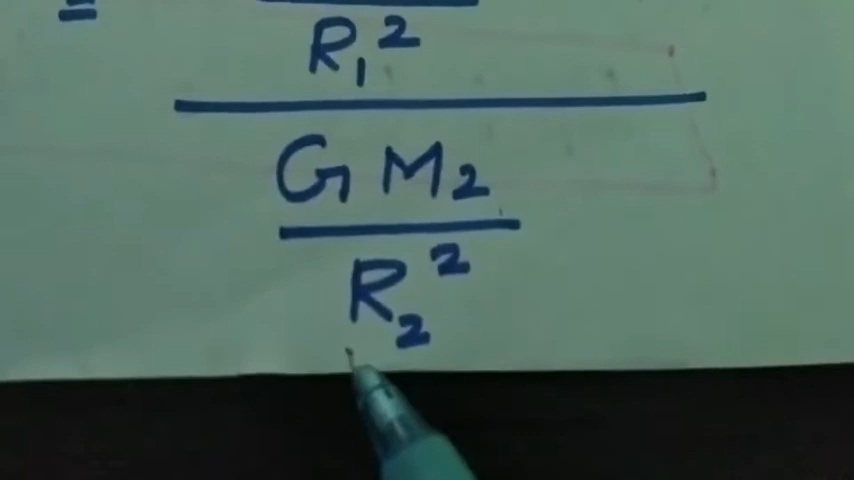 =
R₁²
G M₂
R₂²